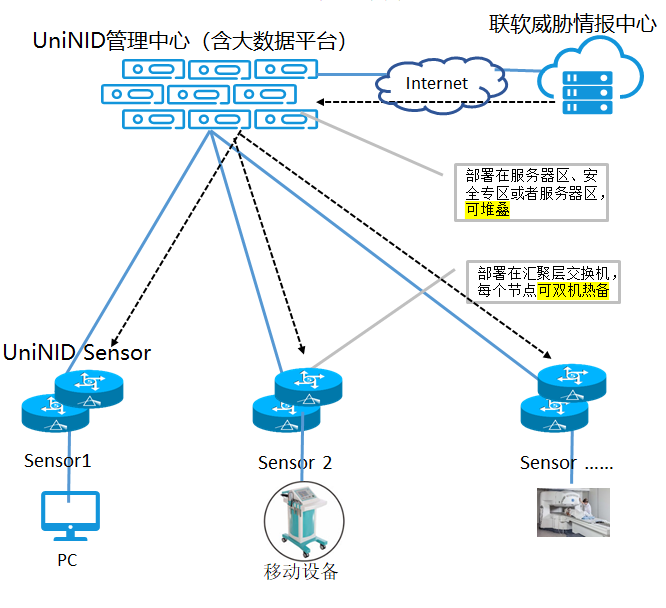 联软威胁情报中心
UniNID管理中心（含大数据平台）
Internet
部署在服务器区、安
全专区或者服务器区，
可堆叠
部署在汇聚层交换机，
每个节点可双机热备
UniNID Sensor
Sensor1
Sensor 2
Sensor ……
PC
移动设备